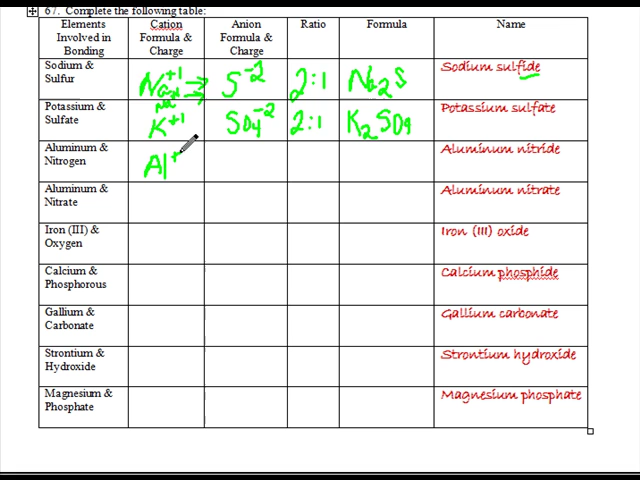 67. Complete the following table:
Elements Involved in Bonding
Cation Formula & Charge
Anion Formula & Charge
Ratio
Formula
Name
Sodium & Sulfur
Na+1
Na+1
S-2
2:1
Na2S
Sodium sulfide
Potassium & Sulfate
K+1
SO4-2
2:1
K2SO4
Potassium sulfate
Aluminum & Nitrogen
Al+
Aluminum nitride
Aluminum & Nitrate
Aluminum nitrate
Iron (III) & Oxygen
Iron (III) oxide
Calcium & Phosphorous
Calcium phosphide
Gallium & Carbonate
Gallium carbonate
Strontium & Hydroxide
Strontium hydroxide
Magnesium & Phosphate
Magnesium phosphate